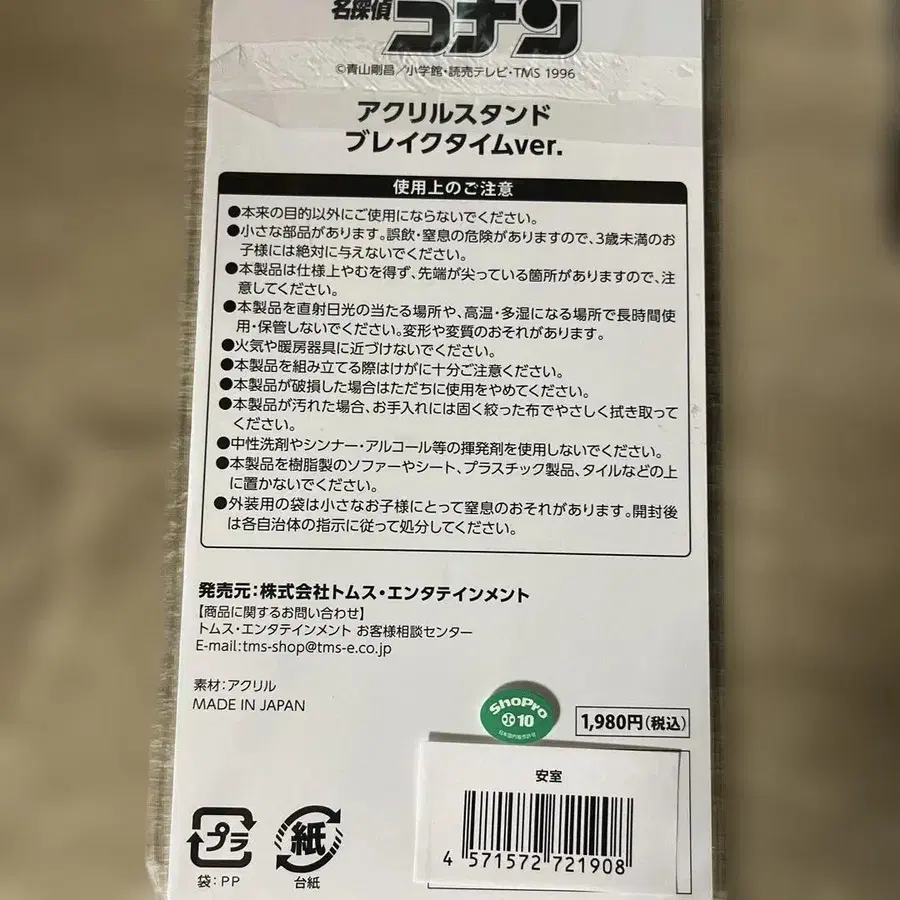 名探偵
コナン
©青山剛昌／小学館・読売テレビ・TMS 1996
アクリルスタンド
ブレイクタイムver.
使用上のご注意
●本来の目的以外にご使用にならないでください。
●小さな部品があります。誤飲・窒息の危険がありますので、3歳未満のお
子様には絶対に与えないでください。
●本製品は仕様上やむを得ず、先端が尖っている箇所がありますので、注
意してください。
●本製品を直射日光の当たる場所や、高温・多湿になる場所で長時間使
用・保管しないでください。変形や変質のおそれがあります。
●火気や暖房器具に近づけないでください。
●本製品を組み立てる際はけがに十分ご注意ください。
●本製品が破損した場合はただちに使用をやめてください。
●本製品が汚れた場合、お手入れには固く絞った布でやさしく拭き取って
ください。
●中性洗剤やシンナー・アルコール等の揮発剤を使用しないでください。
●本製品を樹脂製のソファーやシート、プラスチック製品、タイルなどの上
に置かないでください。
●外装用の袋は小さなお子様にとって窒息のおそれがあります。開封後
は各自治体の指示に従って処分してください。
発売元：株式会社トムス・エンタテインメント
【商品に関するお問い合わせ】
トムス・エンタテインメント お客様相談センター
E-mail:tms-shop@tms-e.co.jp
素材：アクリル
MADE IN JAPAN
ShoPro
10
日本国内販売許可
1,980円（税込）
安室
4 571572 721908
プラ
袋：PP
紙
台紙